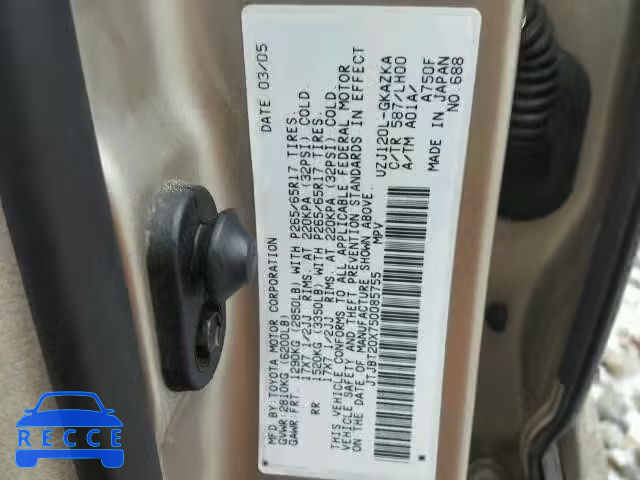 MFD.BY:TOYOTA MOTOR CORPORATION DATE 03/05
GVWR:2810KG (6200LB)
GAWR:FRT. 1290KG (2850LB) WITH P265/65R17 TIRES.
17X7 1/2JJ RIMS. AT 220KPA (32PSI) COLD.
RR 1520KG (3350LB) WITH P265/65R17 TIRES.
17X7 1/2JJ RIMS. AT 220KPA (32PSI) COLD.
THIS VEHICLE CONFORMS TO ALL APPLICABLE FEDERAL MOTOR
VEHICLE SAFETY AND THEFT PREVENTION STANDARDS IN EFFECT
ON THE DATE OF MANUFACTURE SHOWN ABOVE.
JTJBT20X750085755 MPV
UZJ120L-GKAZKA
C/TR 587/LH00
A/TM A01A/ A750F
MADE IN JAPAN
NO 688
RECCE